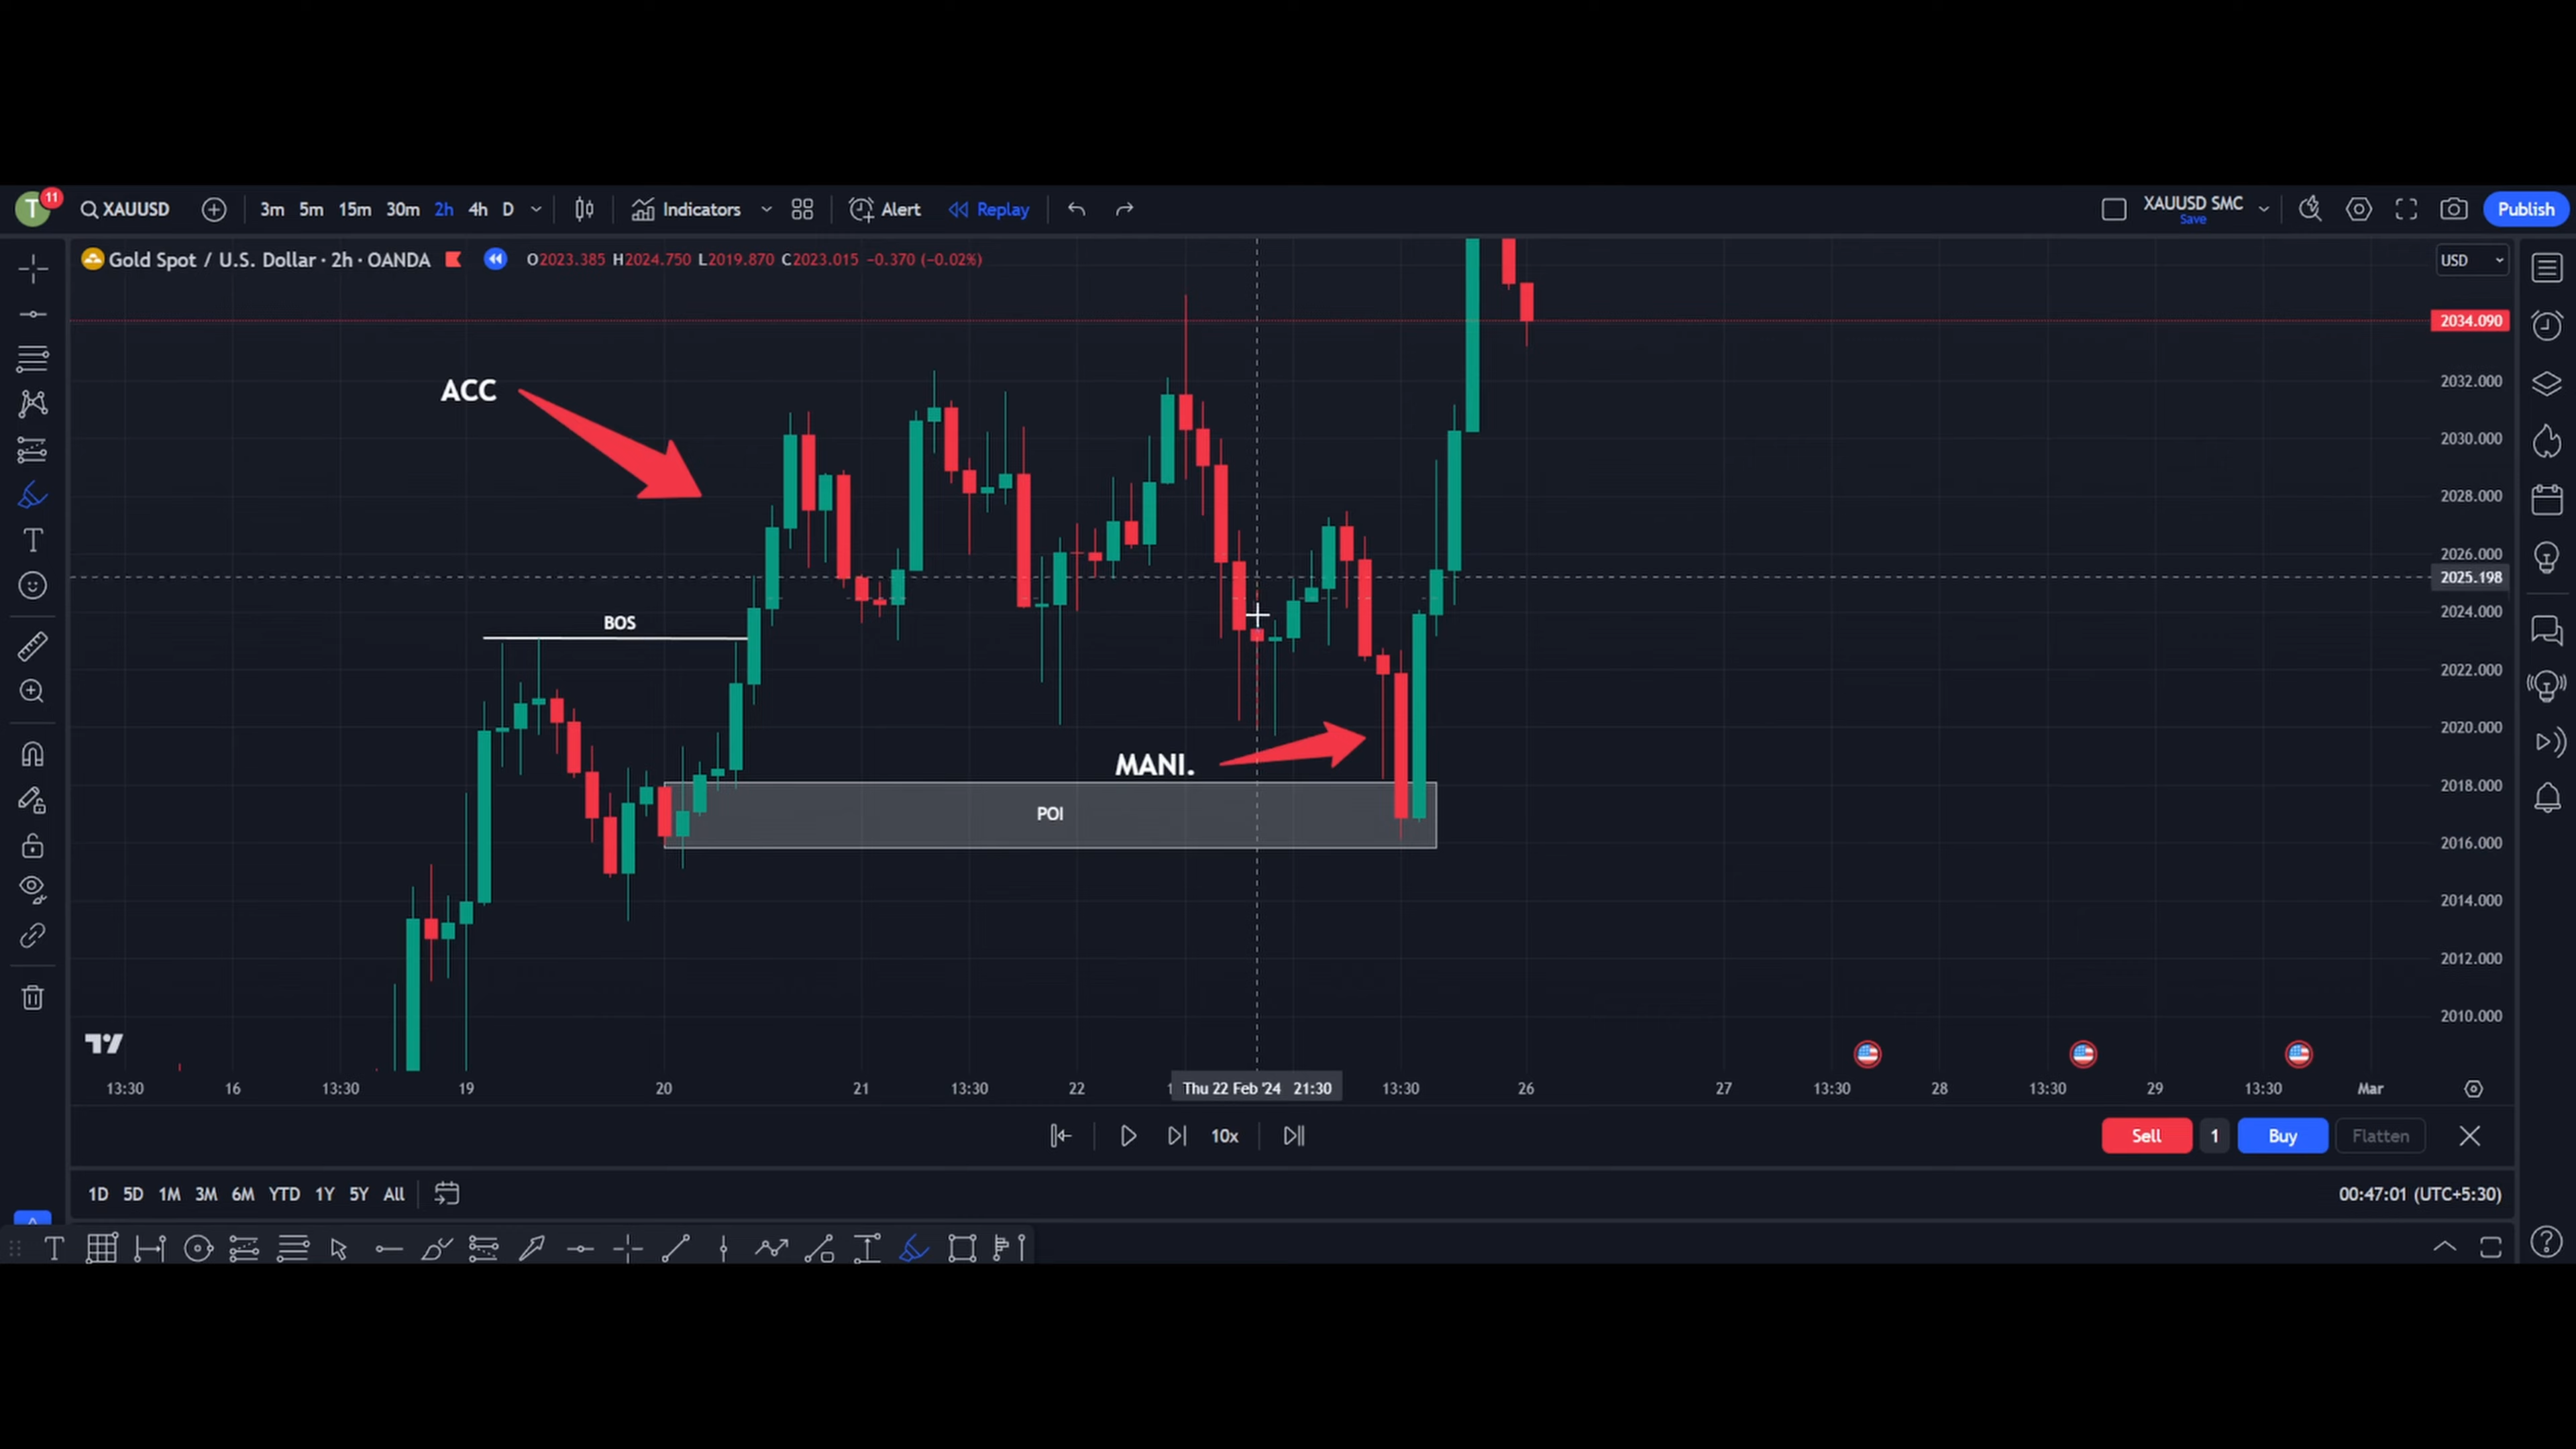 T 11 XAUUSD 3m 5m 15m 30m 2h 4h D Indicators Alert Replay XAUUSD SMC Save Publish
Gold Spot / U.S. Dollar · 2h · OANDA O2023.385 H2024.750 L2019.870 C2023.015 −0.370 (−0.02%) USD
2034.090
ACC
2032.000
2030.000
2028.000
2026.000
2025.198
2024.000
BOS
2022.000
2020.000
MANI.
2018.000
POI
2016.000
2014.000
2012.000
2010.000
13:30 16 13:30 19 20 21 13:30 22 Thu 22 Feb '24 21:30 13:30 26 27 13:30 28 13:30 29 13:30 Mar
10x Sell 1 Buy Flatten
1D 5D 1M 3M 6M YTD 1Y 5Y All 00:47:01 (UTC+5:30)